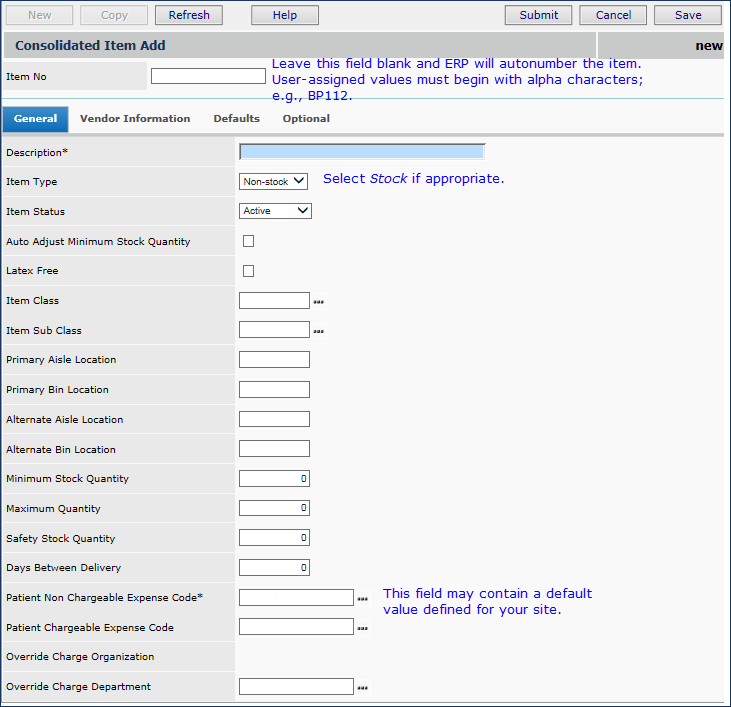 New Copy Refresh Help Submit Cancel Save
Consolidated Item Add new
Item No
Leave this field blank and ERP will autonumber the item.
User-assigned values must begin with alpha characters;
e.g., BP112.
General Vendor Information Defaults Optional
Description*
Item Type Non-stock Select Stock if appropriate.
Item Status Active
Auto Adjust Minimum Stock Quantity
Latex Free
Item Class
Item Sub Class
Primary Aisle Location
Primary Bin Location
Alternate Aisle Location
Alternate Bin Location
Minimum Stock Quantity 0
Maximum Quantity 0
Safety Stock Quantity 0
Days Between Delivery 0
Patient Non Chargeable Expense Code* This field may contain a default
value defined for your site.
Patient Chargeable Expense Code
Override Charge Organization
Override Charge Department